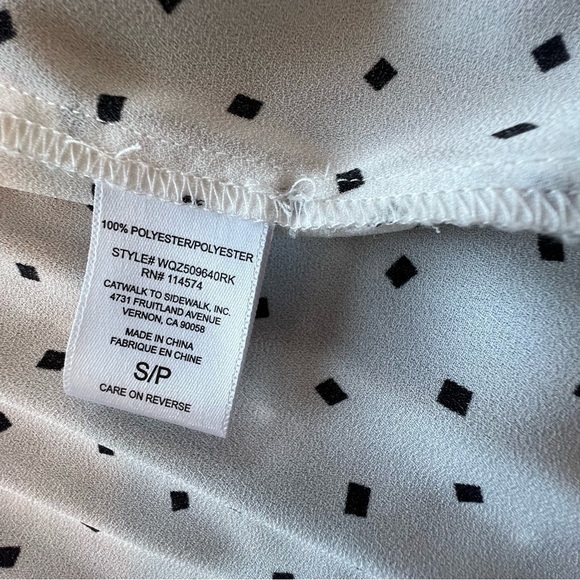 100% POLYESTER/POLYESTER
STYLE# WQZ509640RK
RN# 114574
CATWALK TO SIDEWALK, INC.
4731 FRUITLAND AVENUE
VERNON, CA 90058
MADE IN CHINA
FABRIQUE EN CHINE
S/P
CARE ON REVERSE